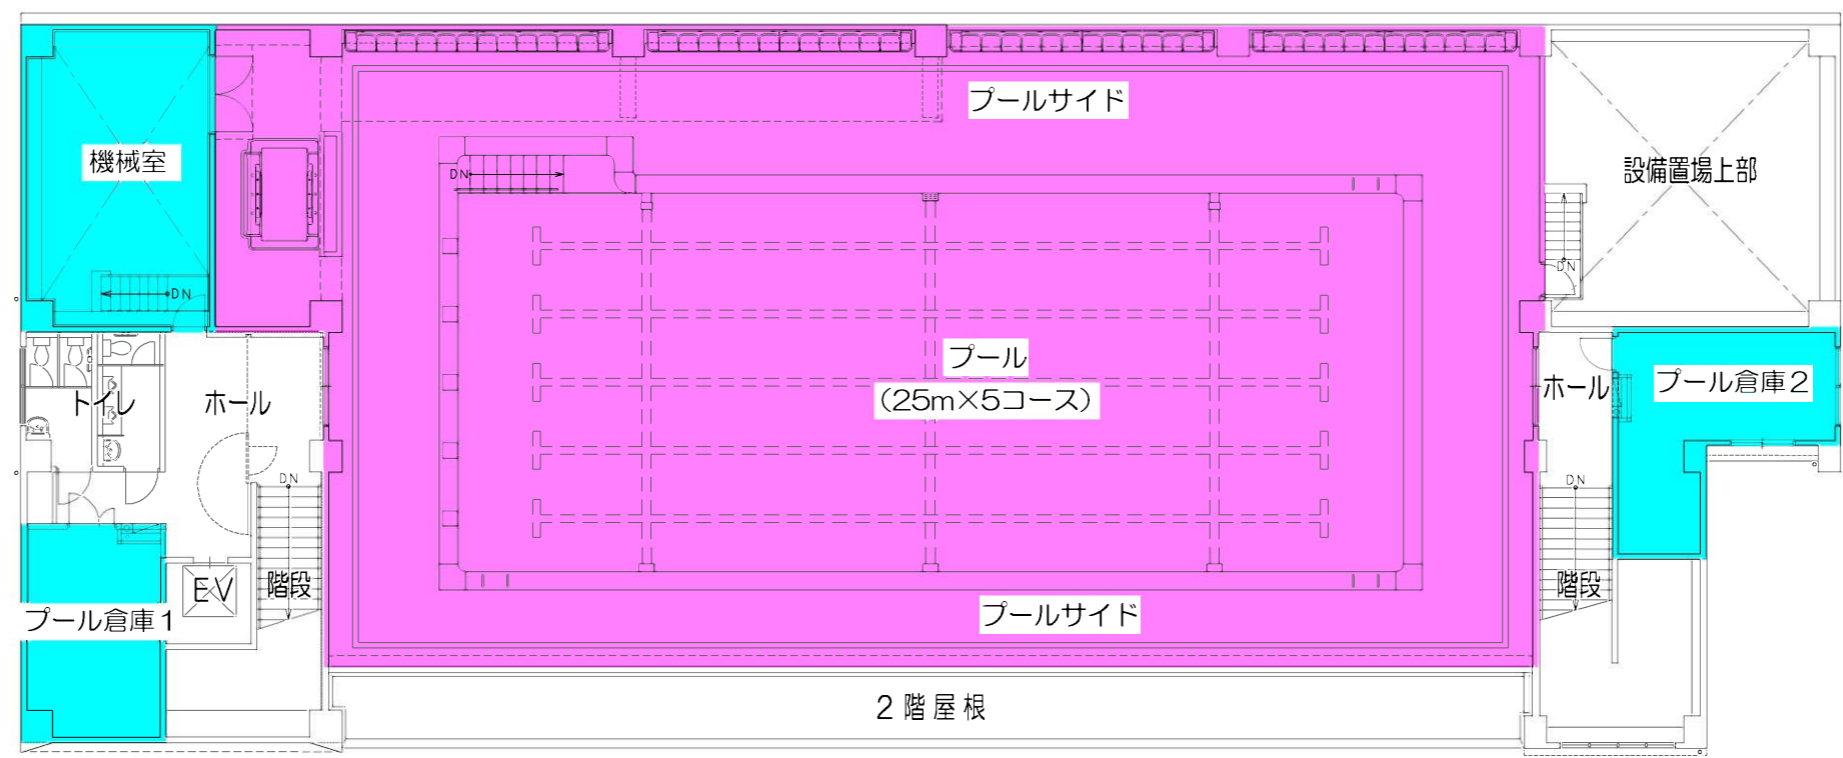 プールサイド
機械室
DN
設備置場上部
DN
DN
プール
(25m×5コース)
プール倉庫2
トイレ
ホール
ホール
DN
DN
EV
階段
階段
プール倉庫1
プールサイド
2階屋根